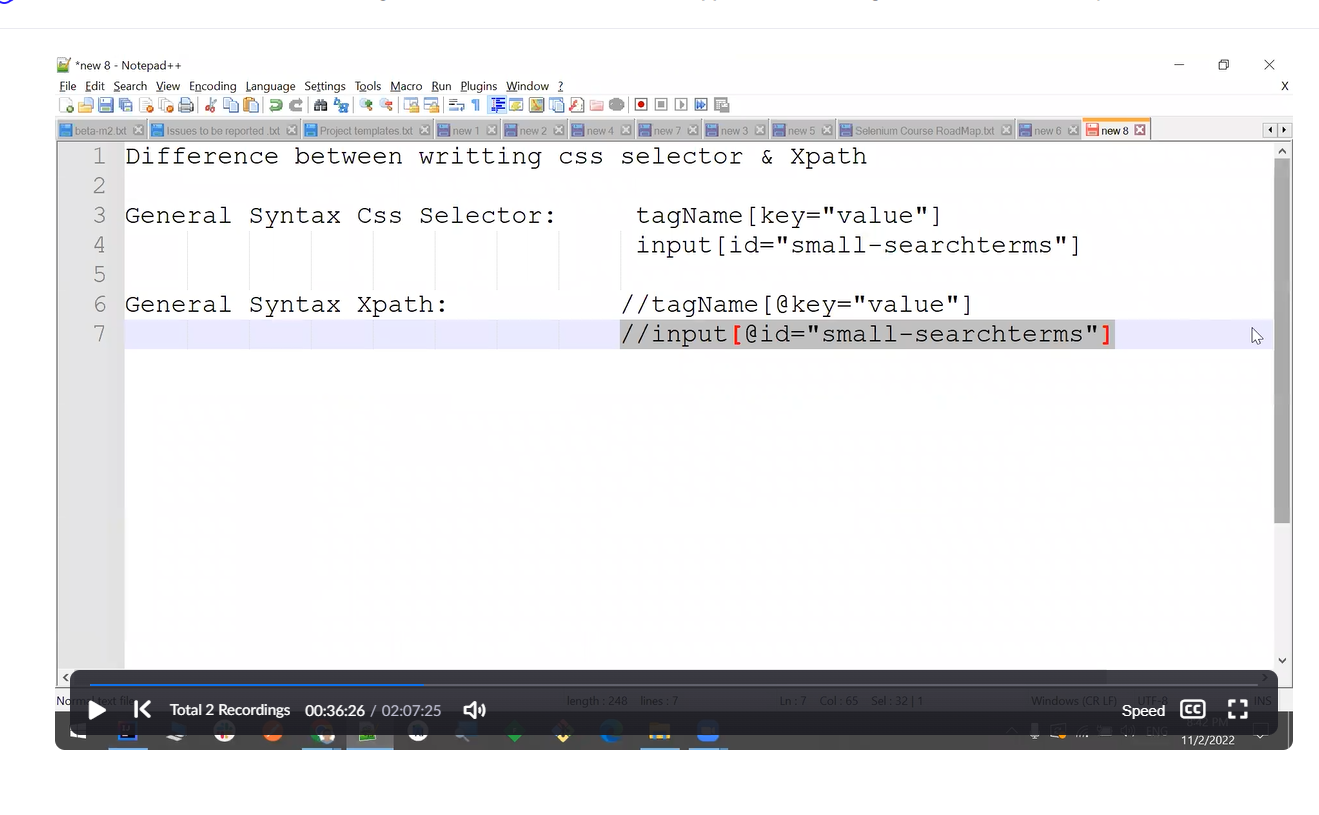 *new 8 - Notepad++
File Edit Search View Encoding Language Settings Tools Macro Run Plugins Window ? X
beta-m2.txt Issues to be reported .txt Project templates.txt new 1 new 2 new 4 new 7 new 3 new 5 Selenium Course RoadMap.txt new 6 new 8
1 Difference between writting css selector & Xpath
2
3 General Syntax Css Selector: tagName[key="value"]
4 input[id="small-searchterms"]
5
6 General Syntax Xpath: //tagName[@key="value"]
7 //input[@id="small-searchterms"]
length : 248 lines : 7 Ln : 7 Col : 65 Sel : 32 | 1 Windows (CR LF) UTF-8 INS
Total 2 Recordings 00:36:26 / 02:07:25 Speed CC
ENG
11/2/2022